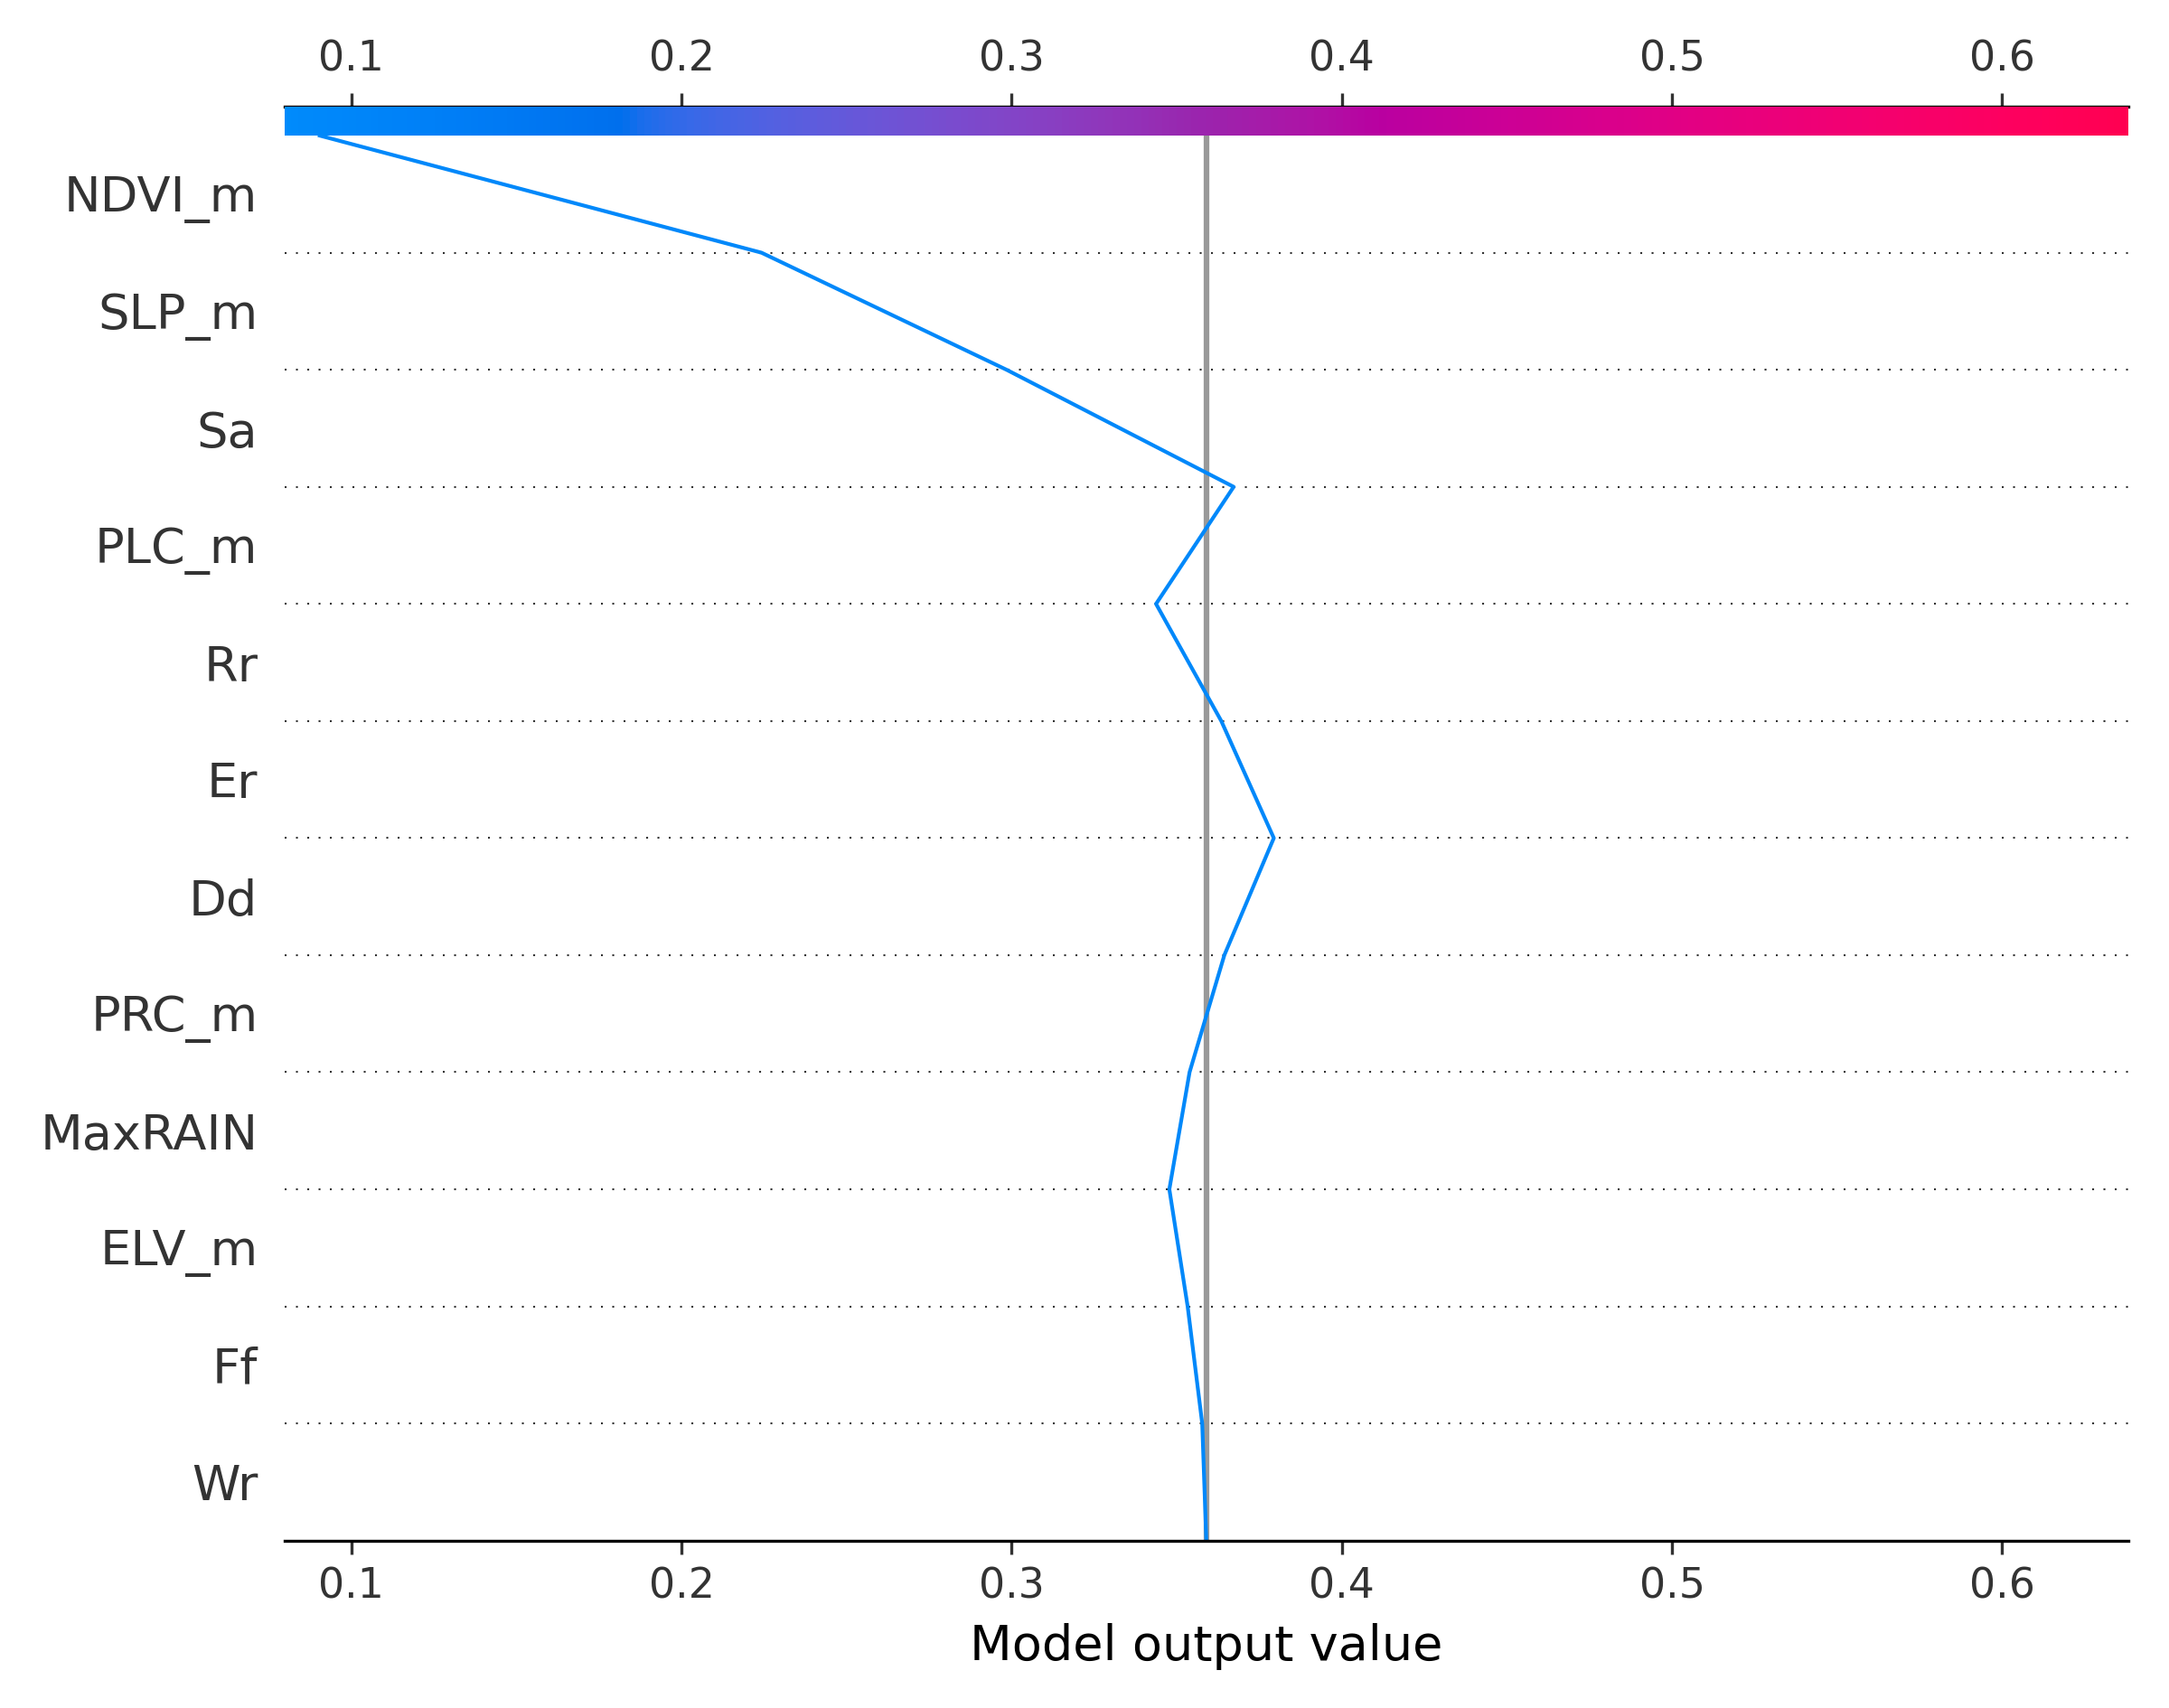 0.1 0.2 0.3 0.4 0.5 0.6
NDVI_m
SLP_m
Sa
PLC_m
Rr
Er
Dd
PRC_m
MaxRAIN
ELV_m
Ff
Wr
0.1 0.2 0.3 0.4 0.5 0.6
Model output value